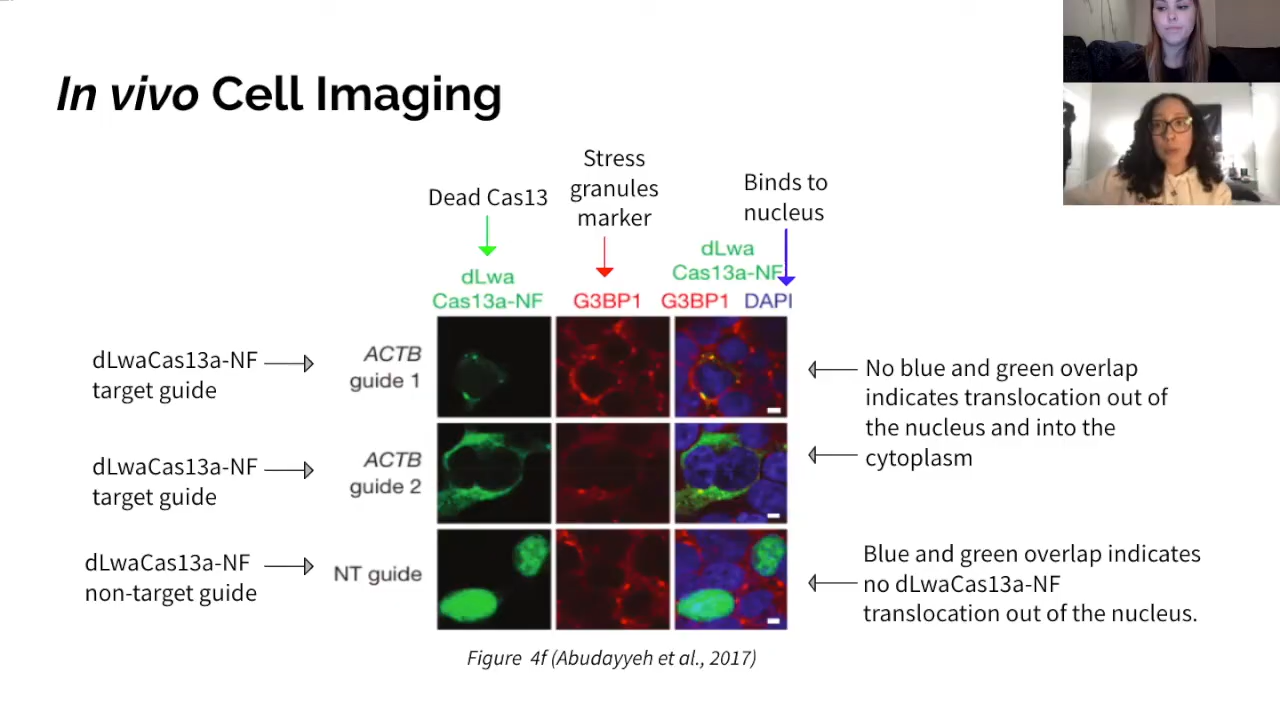 In vivo Cell Imaging
Dead Cas13
Stress
granules
marker
Binds to
nucleus
dLwa
Cas13a-NF
G3BP1
dLwa
Cas13a-NF
G3BP1 DAPI
dLwaCas13a-NF
target guide
ACTB
guide 1
No blue and green overlap
indicates translocation out of
the nucleus and into the
cytoplasm
dLwaCas13a-NF
target guide
ACTB
guide 2
dLwaCas13a-NF
non-target guide
NT guide
Blue and green overlap indicates
no dLwaCas13a-NF
translocation out of the nucleus.
Figure 4f (Abudayyeh et al., 2017)